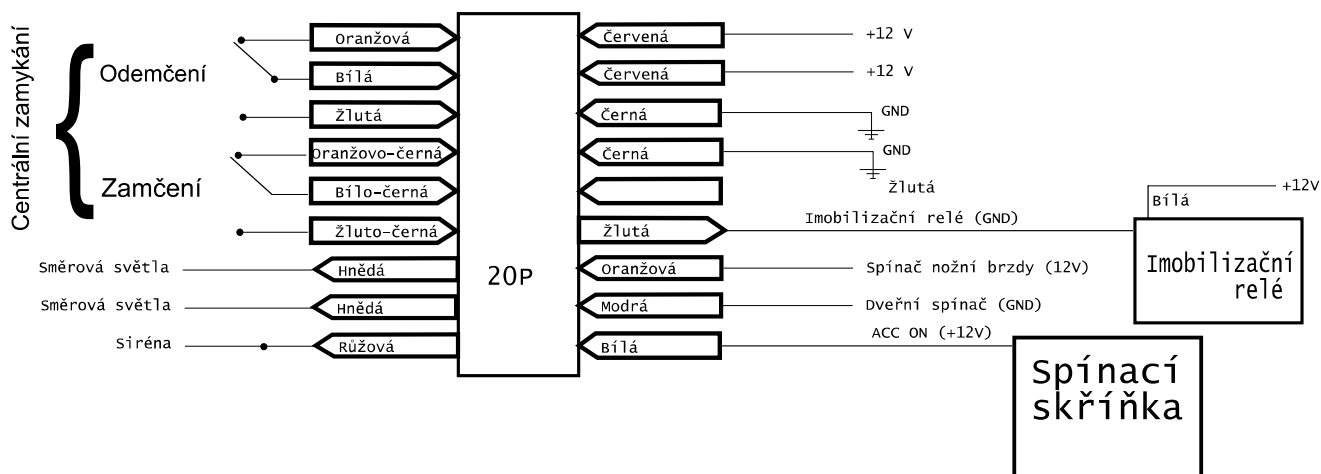 Centrální zamykání
Odemčení
Zamčení
Oranžová
Bílá
Žlutá
Oranžovo-černá
Bílo-černá
Žluto-černá
Směrová světla
Hnědá
Směrová světla
Hnědá
Siréna
Růžová
20P
Červená
+12 V
Červená
+12 V
Černá
GND
Černá
GND
Žlutá
Žlutá
Imobilizační relé (GND)
Bílá
+12V
Imobilizační
relé
Oranžová
Spínač nožní brzdy (12V)
Modrá
Dveřní spínač (GND)
Bílá
ACC ON (+12V)
Spínací
skříňka